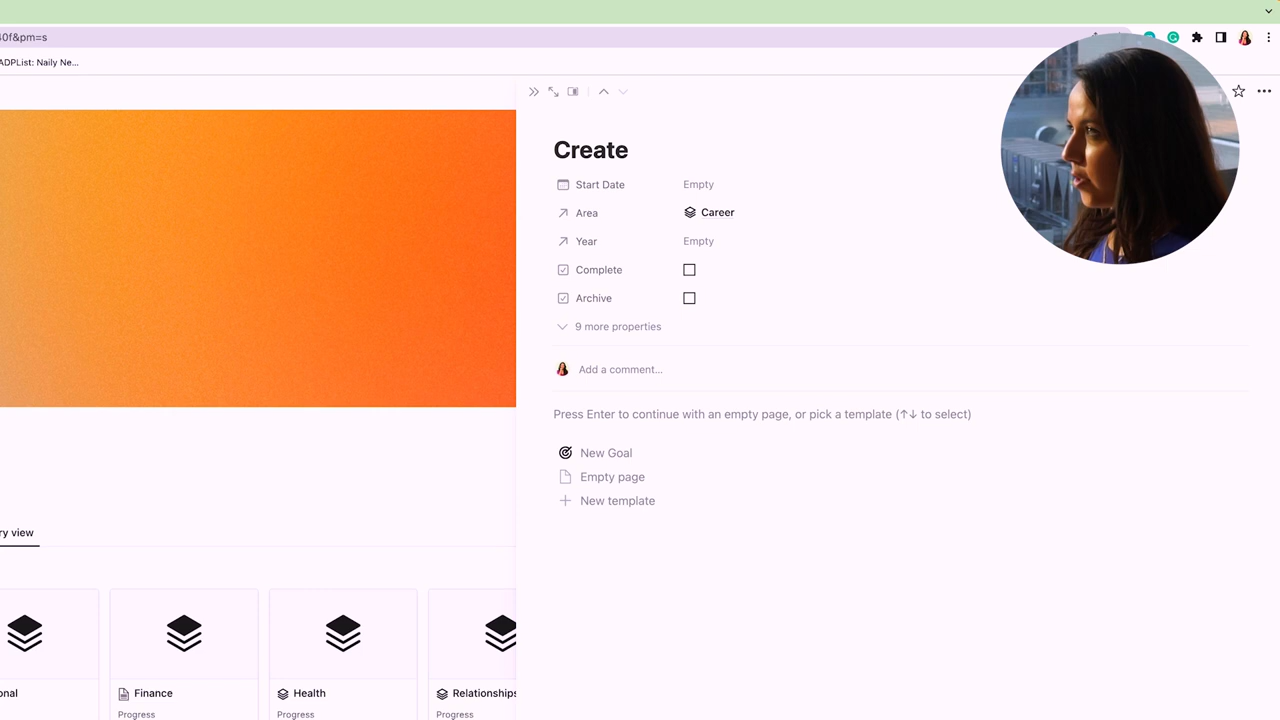 40f&pm=s
ADPList: Naily Ne...
Create
Start Date Empty
Area Career
Year Empty
Complete
Archive
9 more properties
Add a comment...
Press Enter to continue with an empty page, or pick a template (↑↓ to select)
New Goal
Empty page
New template
ry view
onal Finance Health Relationships
Progress Progress Progress